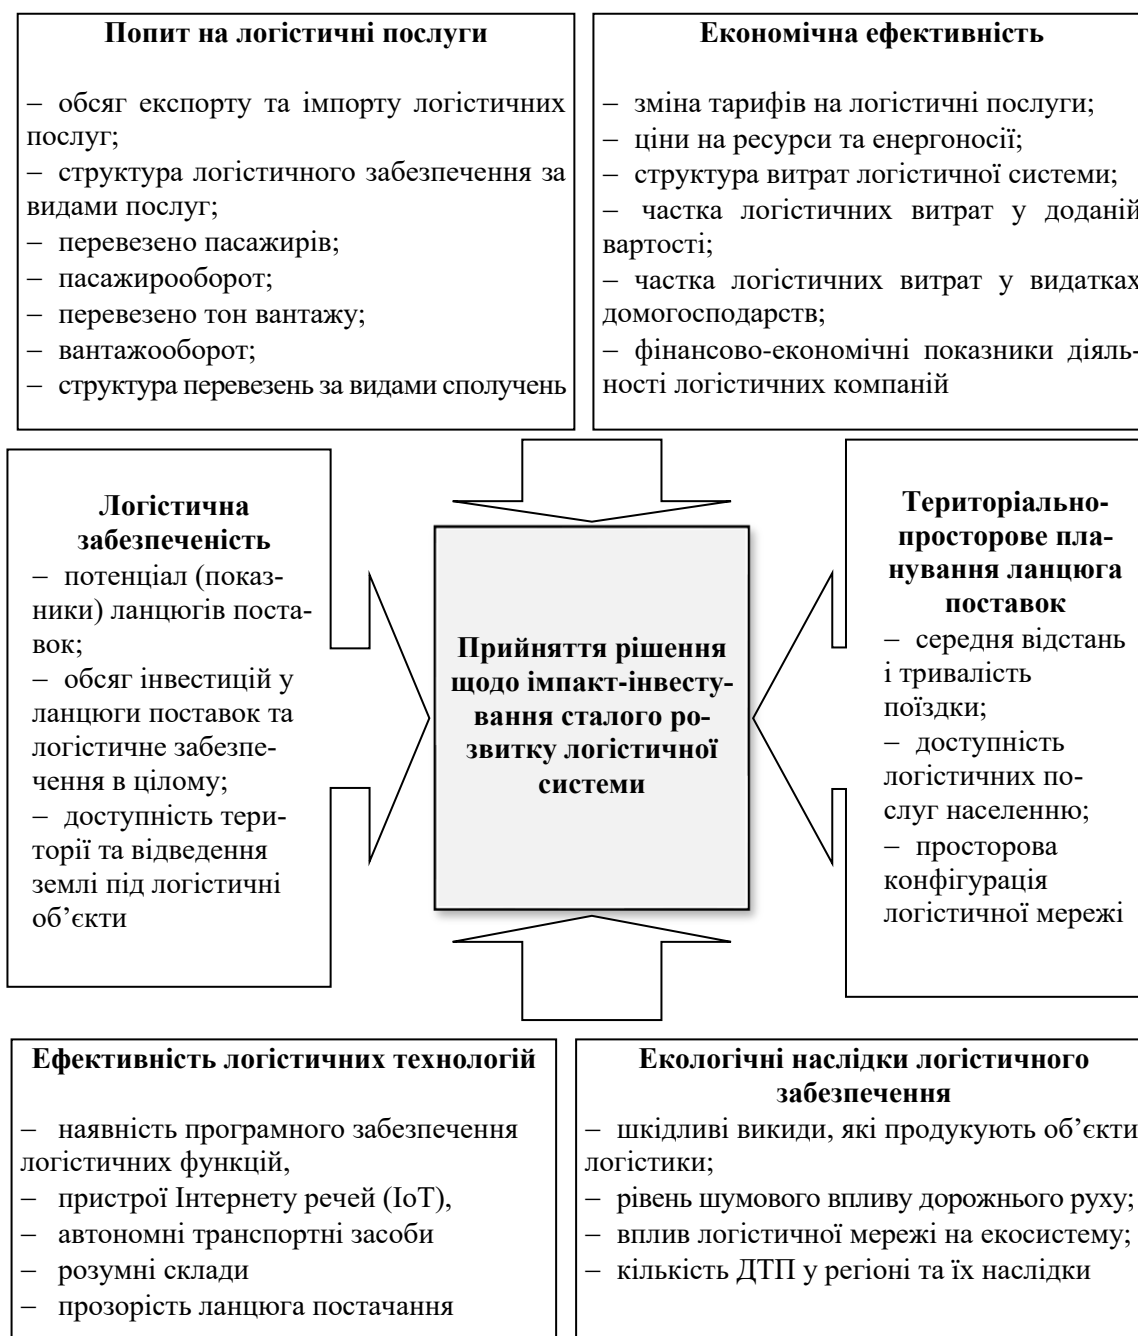 Попит на логістичні послуги
– обсяг експорту та імпорту логістичних
послуг;
– структура логістичного забезпечення за
видами послуг;
– перевезено пасажирів;
– пасажирооборот;
– перевезено тон вантажу;
– вантажооборот;
– структура перевезень за видами сполучень
Економічна ефективність
– зміна тарифів на логістичні послуги;
– ціни на ресурси та енергоносії;
– структура витрат логістичної системи;
– частка логістичних витрат у доданій
вартості;
– частка логістичних витрат у видатках
домогосподарств;
– фінансово-економічні показники діяль-
ності логістичних компаній
Логістична
забезпеченість
– потенціал (показ-
ники) ланцюгів поста-
вок;
– обсяг інвестицій у
ланцюги поставок та
логістичне забезпе-
чення в цілому;
– доступність тери-
торії та відведення
землі під логістичні
об’єкти
Прийняття рішення
щодо імпакт-інвесту-
вання сталого ро-
звитку логістичної
системи
Територіально-
просторове пла-
нування ланцюга
поставок
– середня відстань
і тривалість
поїздки;
– доступність
логістичних по-
слуг населенню;
– просторова
конфігурація
логістичної мережі
Ефективність логістичних технологій
– наявність програмного забезпечення
логістичних функцій,
– пристрої Інтернету речей (IoT),
– автономні транспортні засоби
– розумні склади
– прозорість ланцюга постачання
Екологічні наслідки логістичного
забезпечення
– шкідливі викиди, які продукують об’єкти
логістики;
– рівень шумового впливу дорожнього руху;
– вплив логістичної мережі на екосистему;
– кількість ДТП у регіоні та їх наслідки